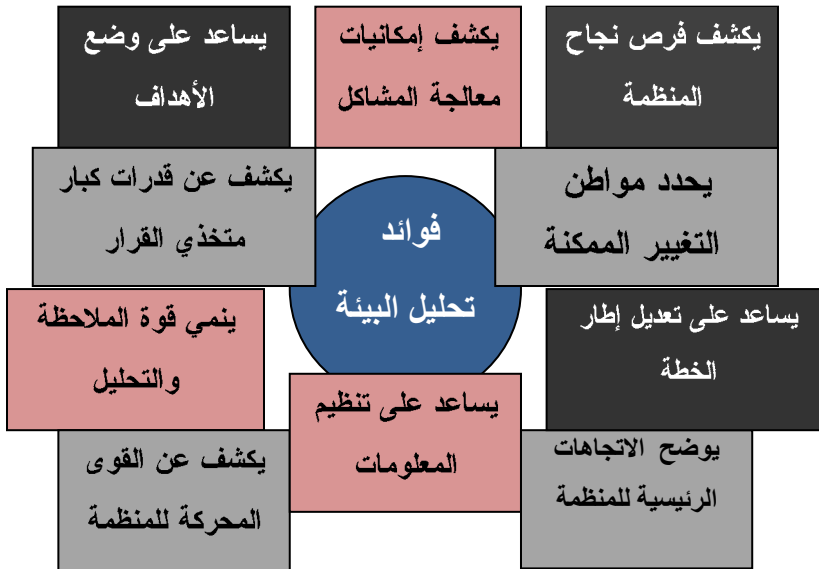 يكشف فرص نجاح
المنظمة
يكشف إمكانيات
معالجة المشاكل
يساعد على وضع
الأهداف
يحدد مواطن
التغيير الممكنة
فوائد
تحليل البيئة
يكشف عن قدرات كبار
متخذي القرار
يساعد على تعديل إطار
الخطة
ينمي قوة الملاحظة
والتحليل
يوضح الاتجاهات
الرئيسية للمنظمة
يساعد على تنظيم
المعلومات
يكشف عن القوى
المحركة للمنظمة